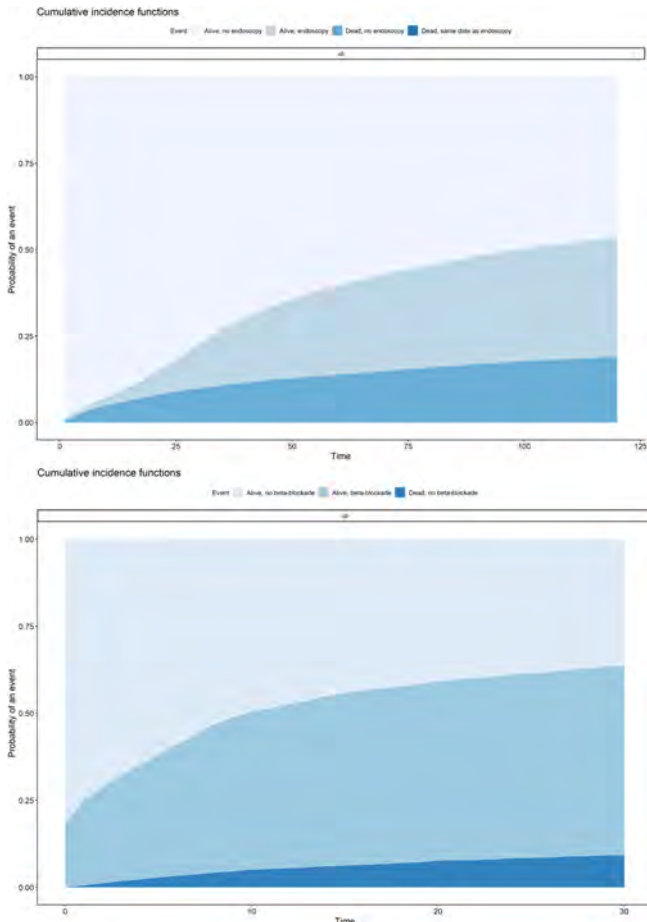 Cumulative incidence functions
Event Alive, no endoscopy Alive, endoscopy Dead, no endoscopy Dead, same date as endoscopy
all
1.00
0.75
0.50
0.25
0.00
Probability of an event
0 25 50 75 100 125
Time
Cumulative incidence functions
Event Alive, no beta-blockade Alive, beta-blockade Dead, no beta-blockade
all
1.00
0.75
0.50
0.25
0.00
Probability of an event
0 10 20 30
Time